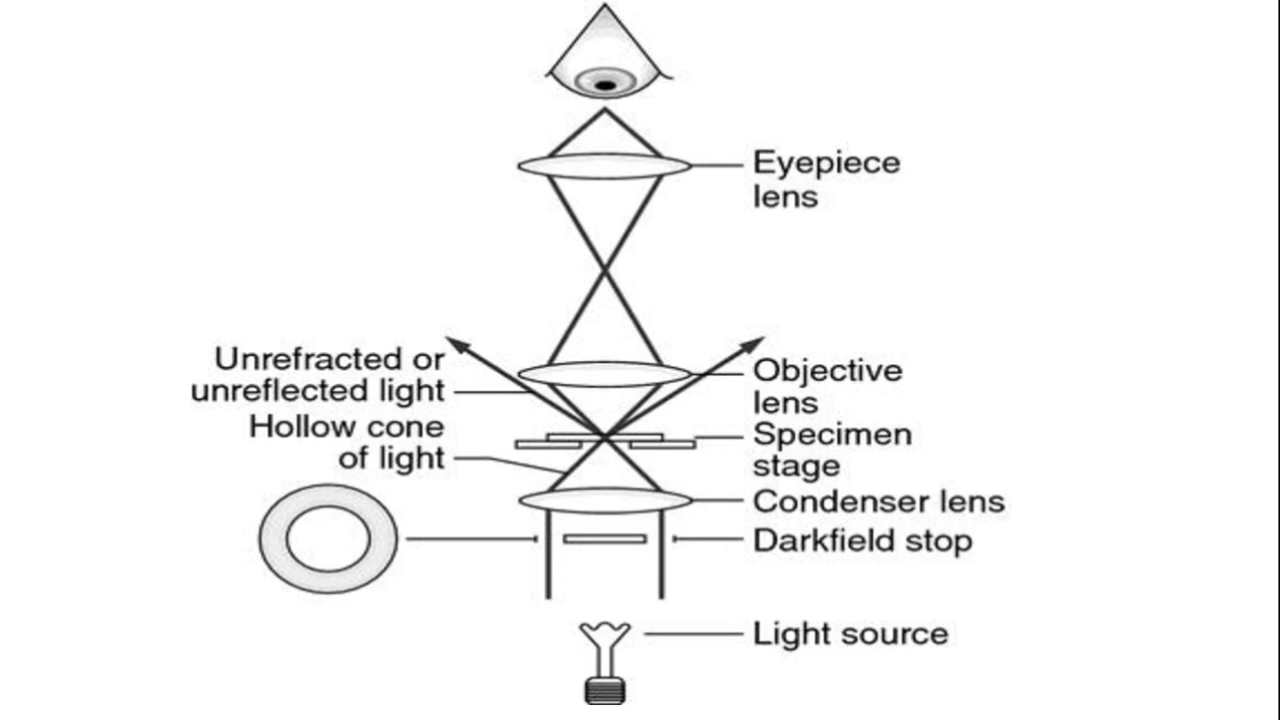 Eyepiece
lens
Unrefracted or
unreflected light
Hollow cone
of light
Objective
lens
Specimen
stage
Condenser lens
Darkfield stop
Light source